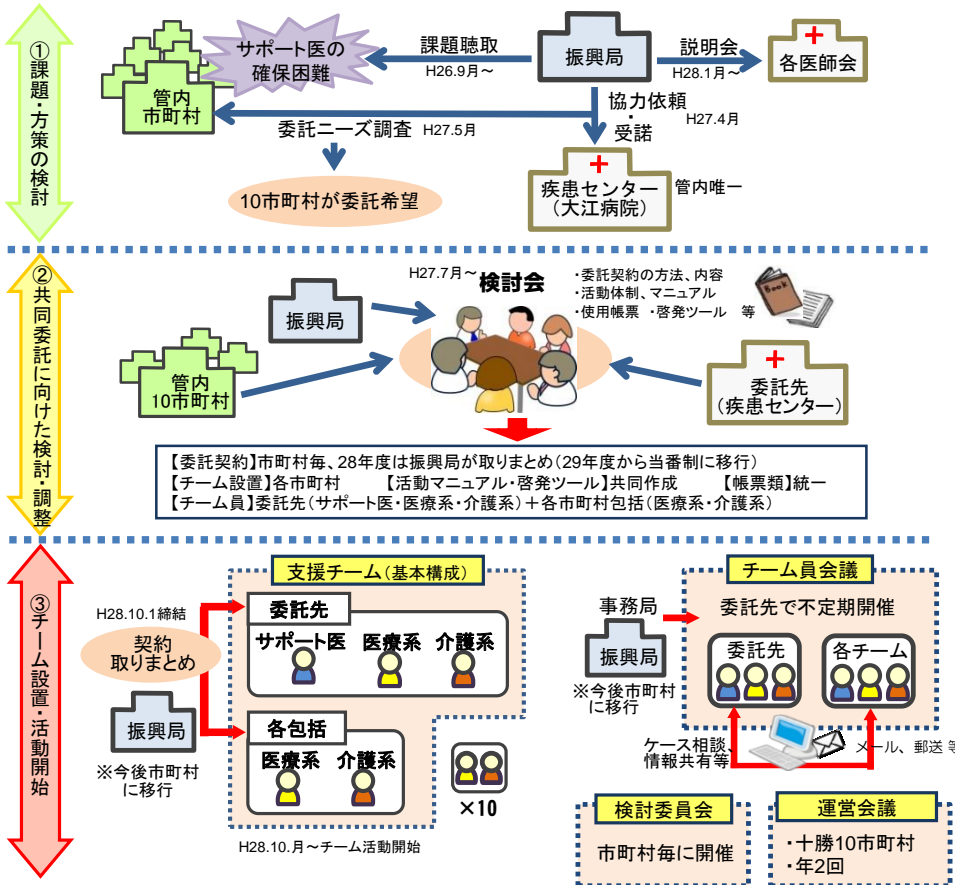 ①課題・方策の検討
管内
市町村
サポート医の
確保困難
課題聴取
H26.9月～
振興局
説明会
H28.1月～
各医師会
協力依頼
・
受諾
H27.4月
委託ニーズ調査
H27.5月
10市町村が委託希望
疾患センター
(大江病院)
管内唯一
②共同委託に向けた検討・調整
H27.7月～
検討会
・委託契約の方法、内容
・活動体制、マニュアル
・使用帳票 ・啓発ツール 等
Book
振興局
管内
10市町村
委託先
(疾患センター)
【委託契約】市町村毎、28年度は振興局が取りまとめ(29年度から当番制に移行)
【チーム設置】各市町村 【活動マニュアル・啓発ツール】共同作成 【帳票類】統一
【チーム員】委託先(サポート医・医療系・介護系)＋各市町村包括(医療系・介護系)
③チーム設置・活動開始
H28.10.1締結
契約
取りまとめ
振興局
※今後市町村
に移行
支援チーム(基本構成)
委託先
サポート医 医療系 介護系
各包括
医療系 介護系
×10
H28.10.月～チーム活動開始
チーム員会議
事務局
振興局
※今後市町村
に移行
委託先で不定期開催
委託先
各チーム
ケース相談、
情報共有等
メール、郵送 等
検討委員会
市町村毎に開催
運営会議
・十勝10市町村
・年2回